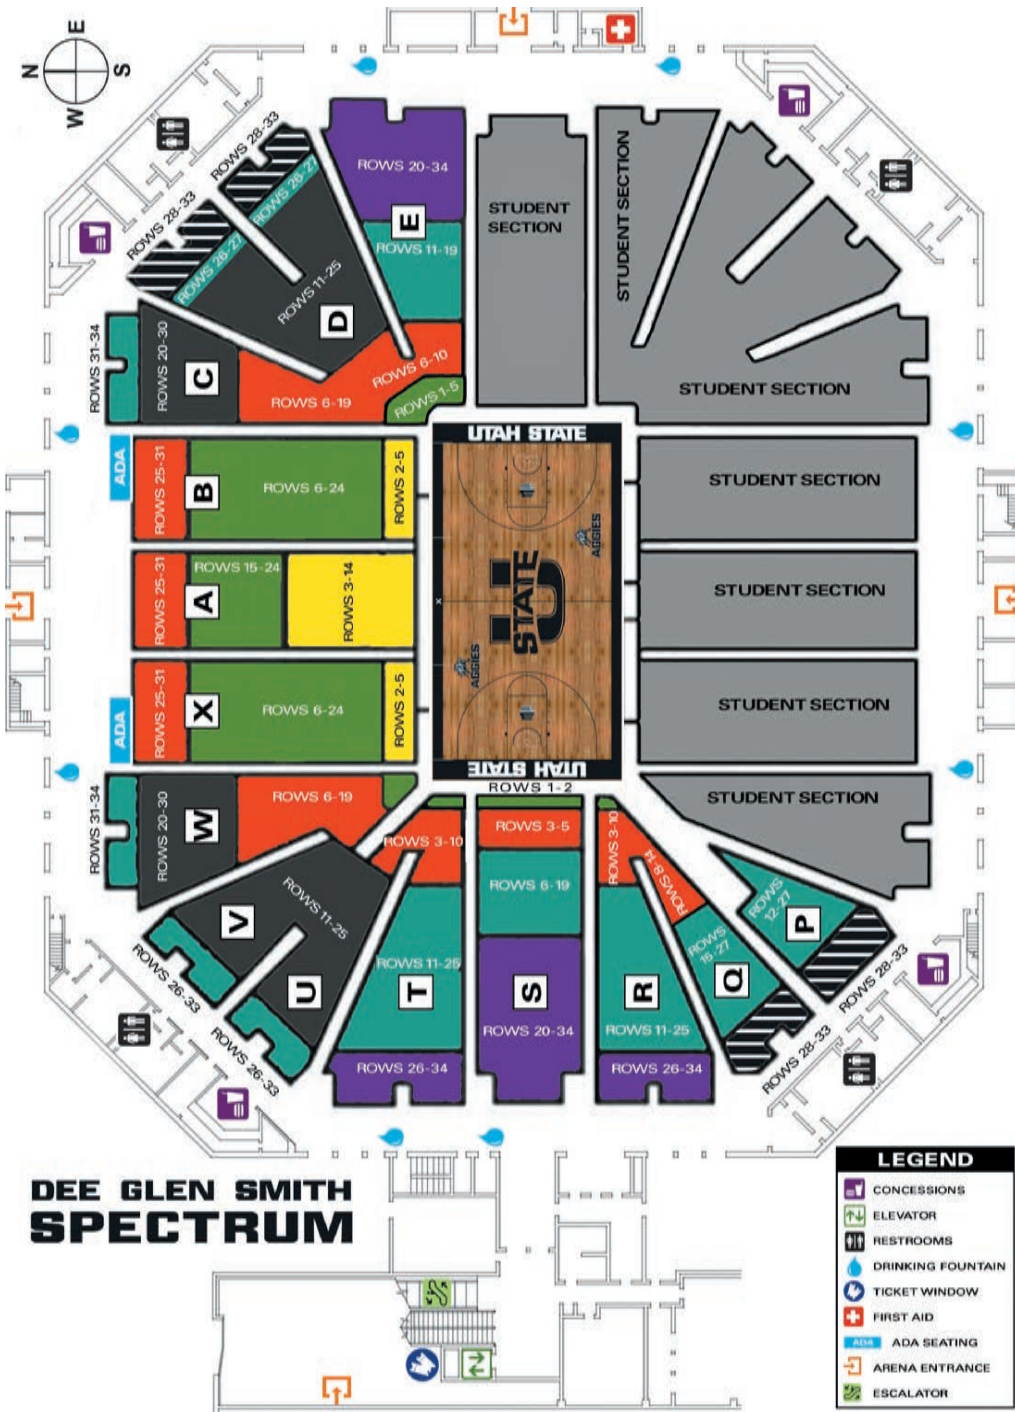 E
N
S
W
ROWS 28-33
ROWS 26-27
ROWS 28-33
ROWS 26-27
ROWS 11-25
D
ROWS 20-34
E
ROWS 11-19
ROWS 6-10
ROWS 1-5
STUDENT
SECTION
STUDENT SECTION
STUDENT SECTION
ROWS 31-34
ROWS 20-30
C
ROWS 6-19
ADA
ROWS 25-31
B
ROWS 6-24
ROWS 2-5
UTAH STATE
AGGIES
STUDENT SECTION
ROWS 25-31
ROWS 15-24
A
ROWS 3-14
X
U
STATE
STUDENT SECTION
ADA
ROWS 25-31
X
ROWS 6-24
ROWS 2-5
AGGIES
UTAH STATE
STUDENT SECTION
ROWS 31-34
ROWS 20-30
W
ROWS 6-19
ROWS 1-2
STUDENT SECTION
ROWS 3-10
ROWS 3-5
ROWS 3-10
ROWS 8-14
V
ROWS 11-25
U
ROWS 26-33
ROWS 26-33
ROWS 11-25
T
ROWS 26-34
ROWS 6-19
S
ROWS 20-34
R
ROWS 11-25
ROWS 26-34
ROWS
15-27
Q
ROWS 28-33
ROWS
12-27
P
ROWS 28-33
DEE GLEN SMITH
SPECTRUM
LEGEND
CONCESSIONS
ELEVATOR
RESTROOMS
DRINKING FOUNTAIN
TICKET WINDOW
FIRST AID
ADA ADA SEATING
ARENA ENTRANCE
ESCALATOR